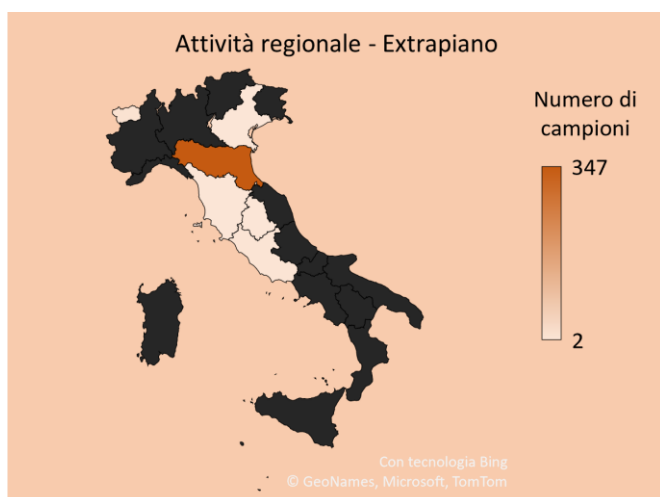 Attività regionale - Extrapiano
Numero di
campioni
347
2
Con tecnologia Bing
© GeoNames, Microsoft, TomTom